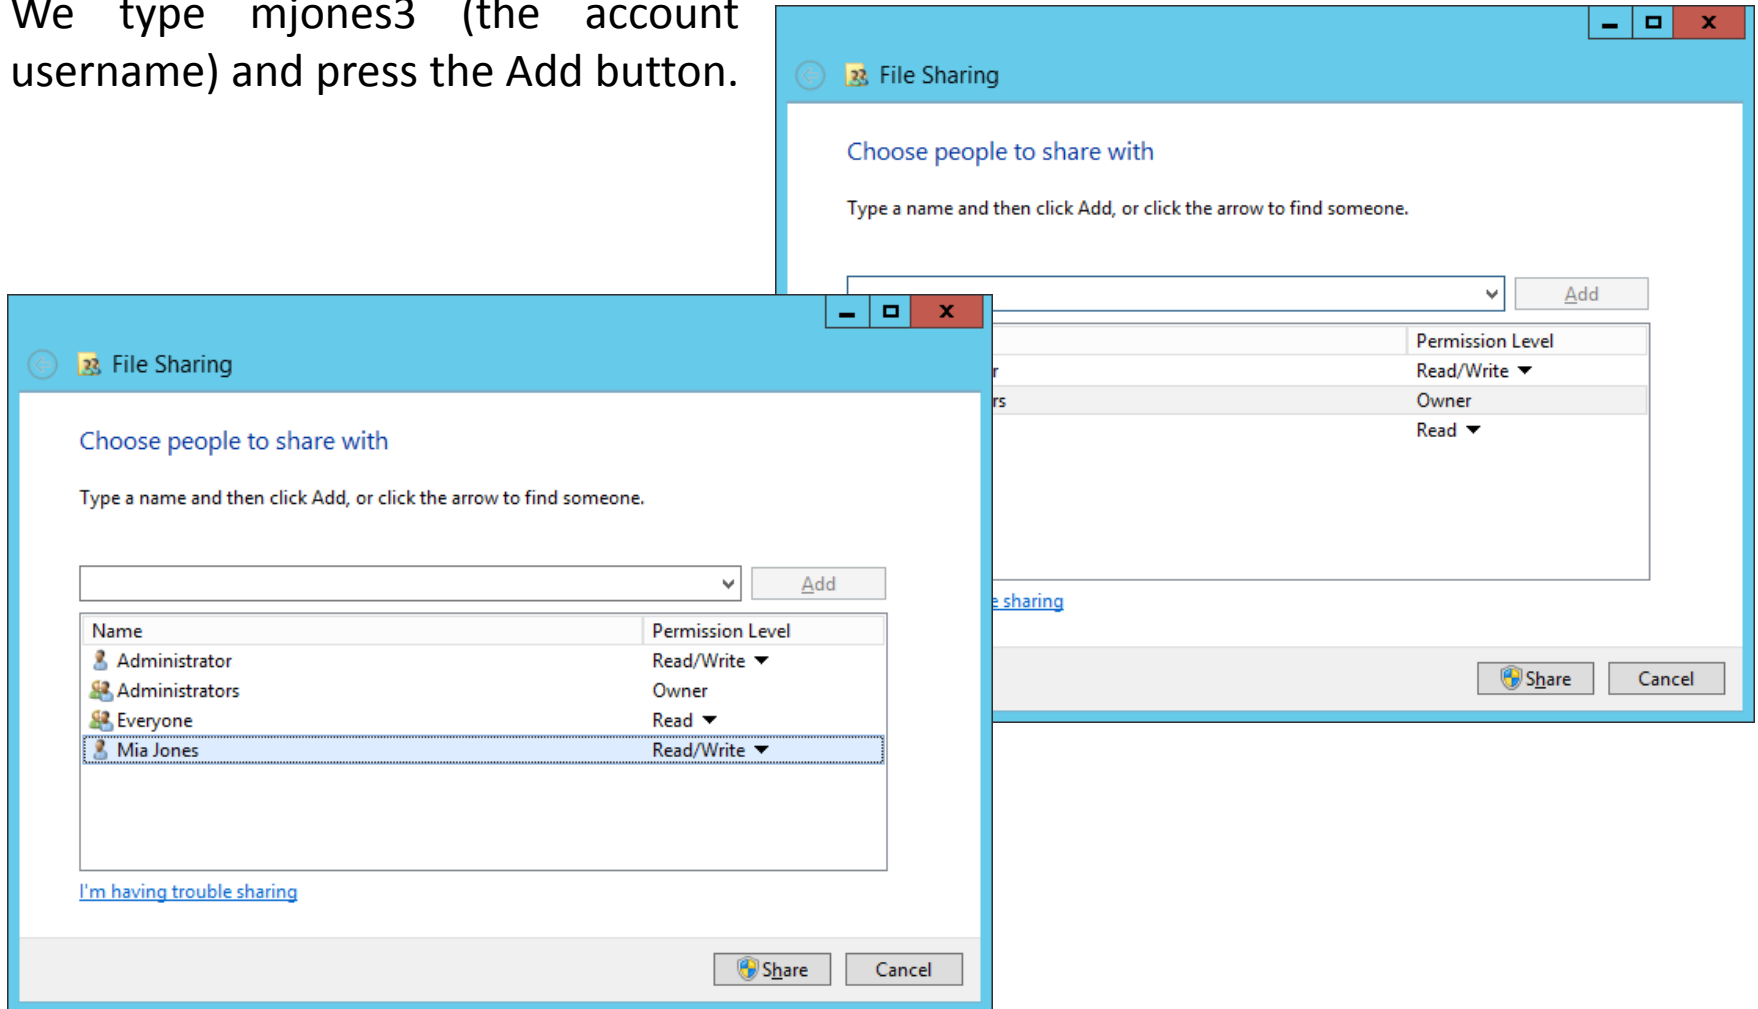 We type mjones3 (the account
username) and press the Add button.
File Sharing
Choose people to share with
Type a name and then click Add, or click the arrow to find someone.
Add
Permission Level
r Read/Write
rs Owner
Read
e sharing
Share Cancel
File Sharing
Choose people to share with
Type a name and then click Add, or click the arrow to find someone.
Add
Name Permission Level
Administrator Read/Write
Administrators Owner
Everyone Read
Mia Jones Read/Write
I'm having trouble sharing
Share Cancel